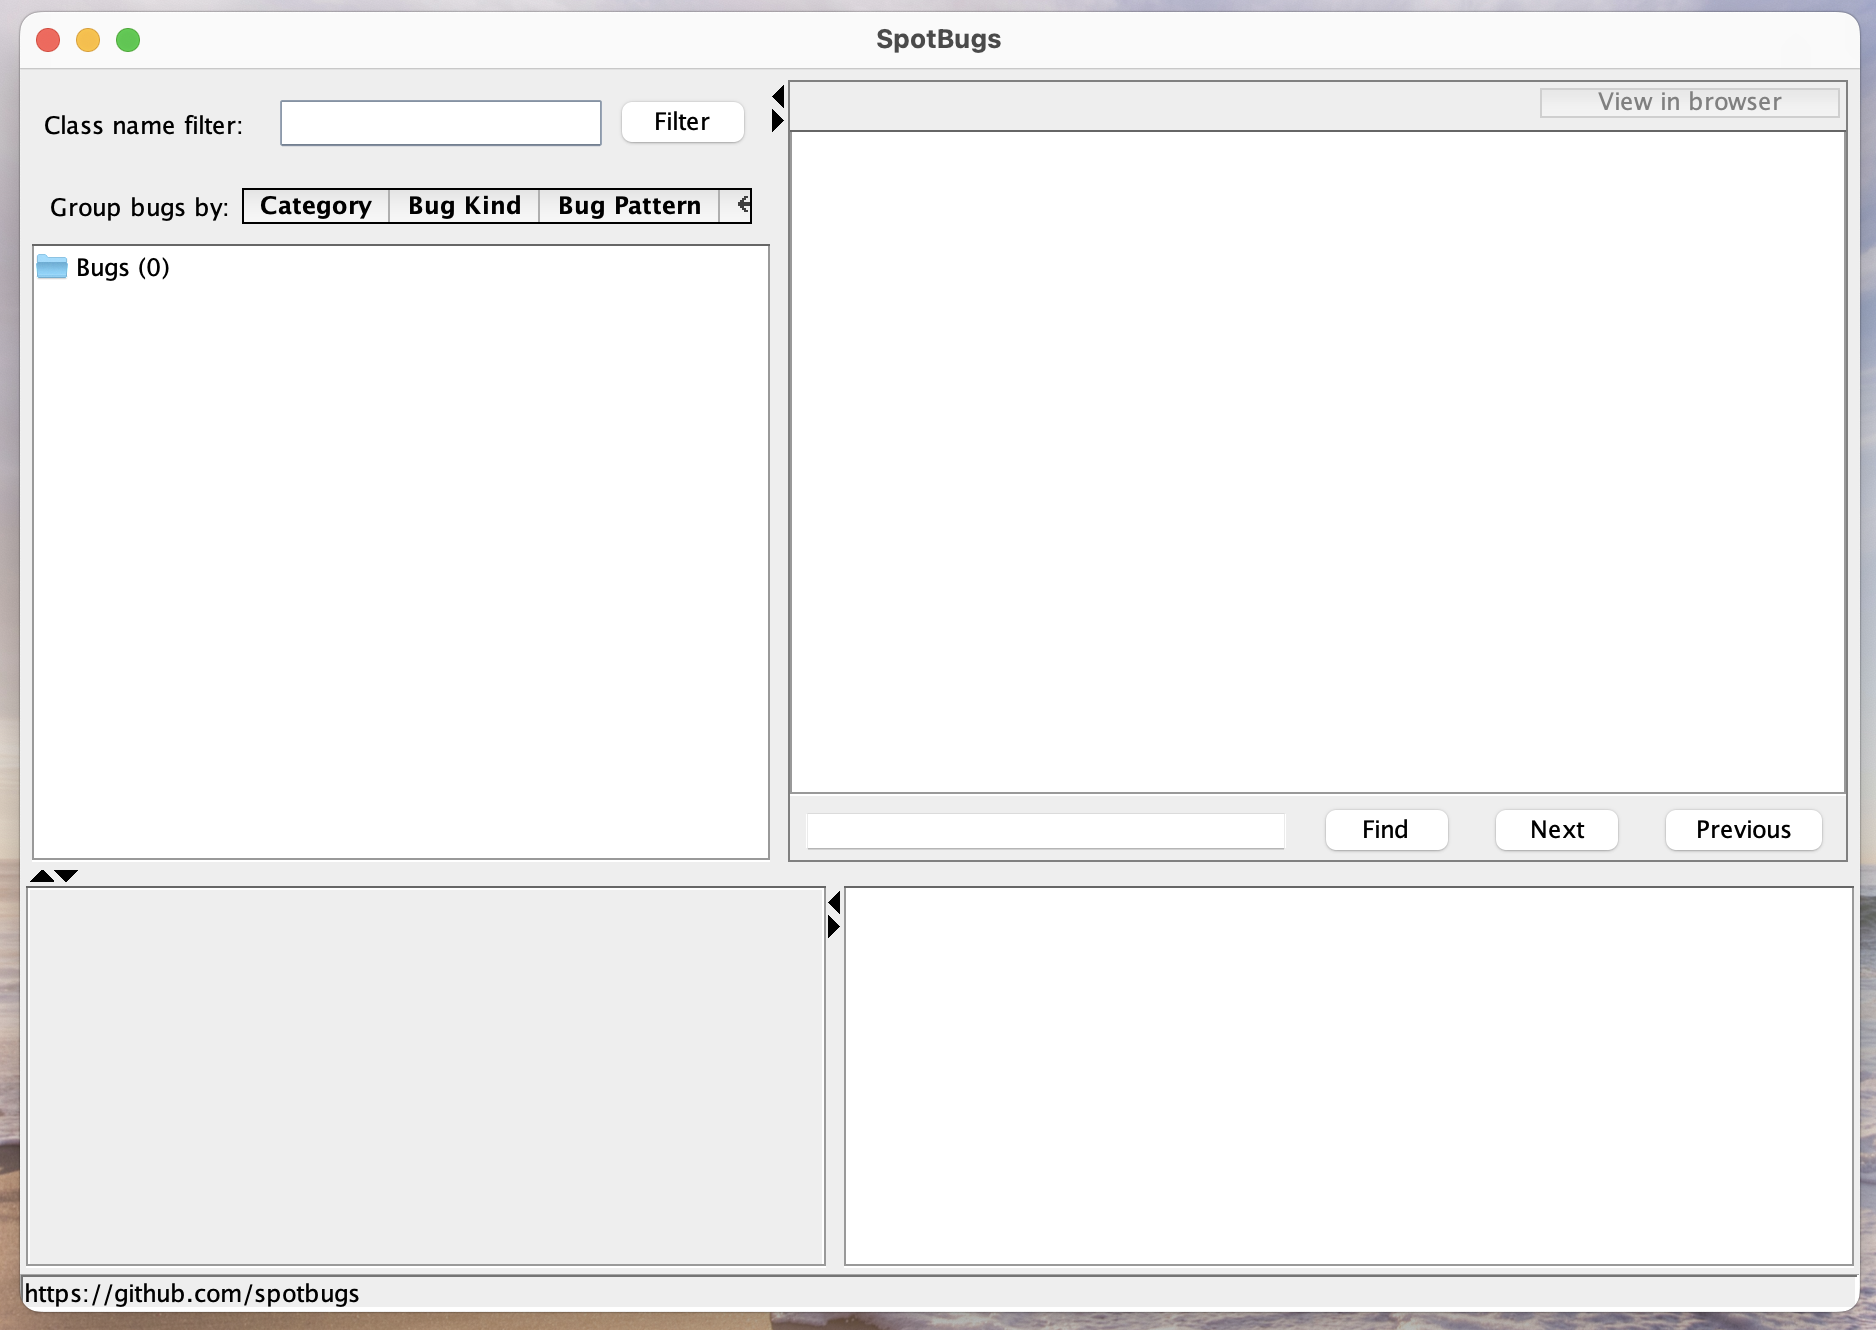 SpotBugs
Class name filter:
Filter
View in browser
Group bugs by:
Category
Bug Kind
Bug Pattern
Bugs (0)
Find
Next
Previous
https://github.com/spotbugs